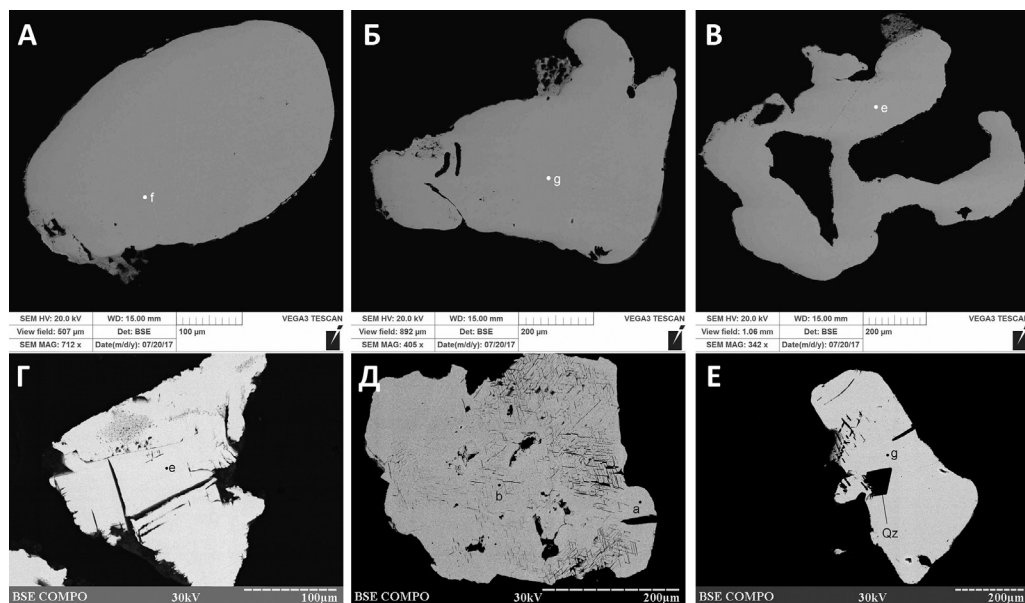 А
f
SEM HV: 20.0 kV WD: 15.00 mm VEGA3 TESCAN
View field: 507 µm Det: BSE 100 µm
SEM MAG: 712 x Date(m/d/y): 07/20/17
Б
g
SEM HV: 20.0 kV WD: 15.00 mm VEGA3 TESCAN
View field: 892 µm Det: BSE 200 µm
SEM MAG: 405 x Date(m/d/y): 07/20/17
В
e
SEM HV: 20.0 kV WD: 15.00 mm VEGA3 TESCAN
View field: 1.06 mm Det: BSE 200 µm
SEM MAG: 342 x Date(m/d/y): 07/20/17
Г
e
BSE COMPO 30kV 100µm
Д
b
a
BSE COMPO 30kV 200µm
Е
g
Qz
BSE COMPO 30kV 200µm